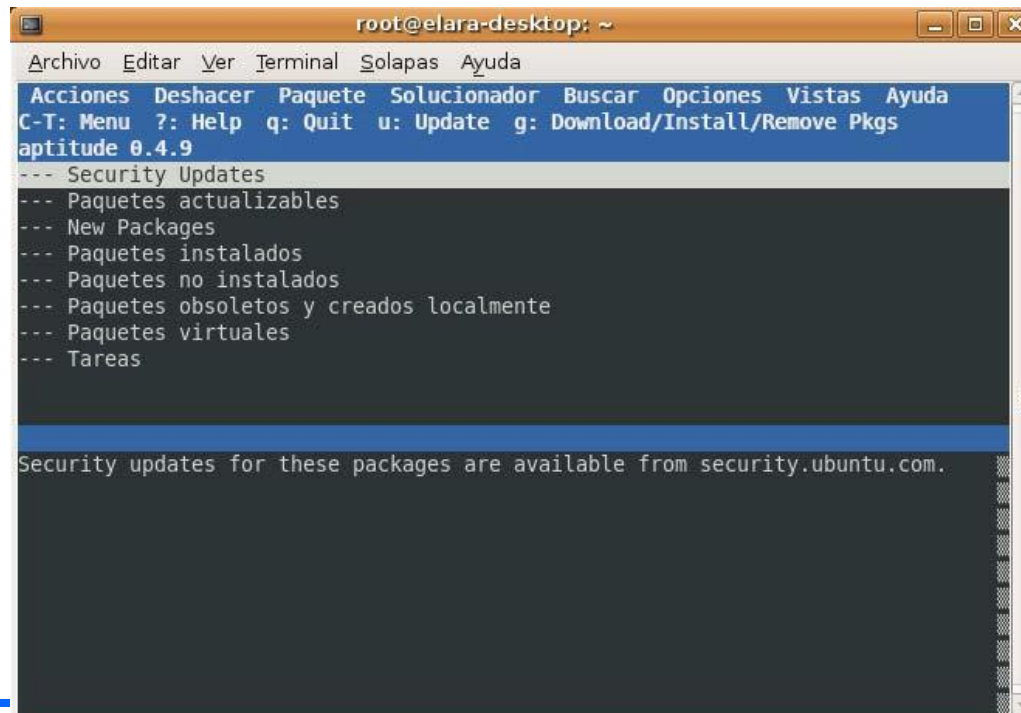 root@elara-desktop: ~
Archivo Editar Ver Terminal Solapas Ayuda
Acciones Deshacer Paquete Solucionador Buscar Opciones Vistas Ayuda
C-T: Menu ?: Help q: Quit u: Update g: Download/Install/Remove Pkgs
aptitude 0.4.9
--- Security Updates
--- Paquetes actualizables
--- New Packages
--- Paquetes instalados
--- Paquetes no instalados
--- Paquetes obsoletos y creados localmente
--- Paquetes virtuales
--- Tareas
Security updates for these packages are available from security.ubuntu.com.